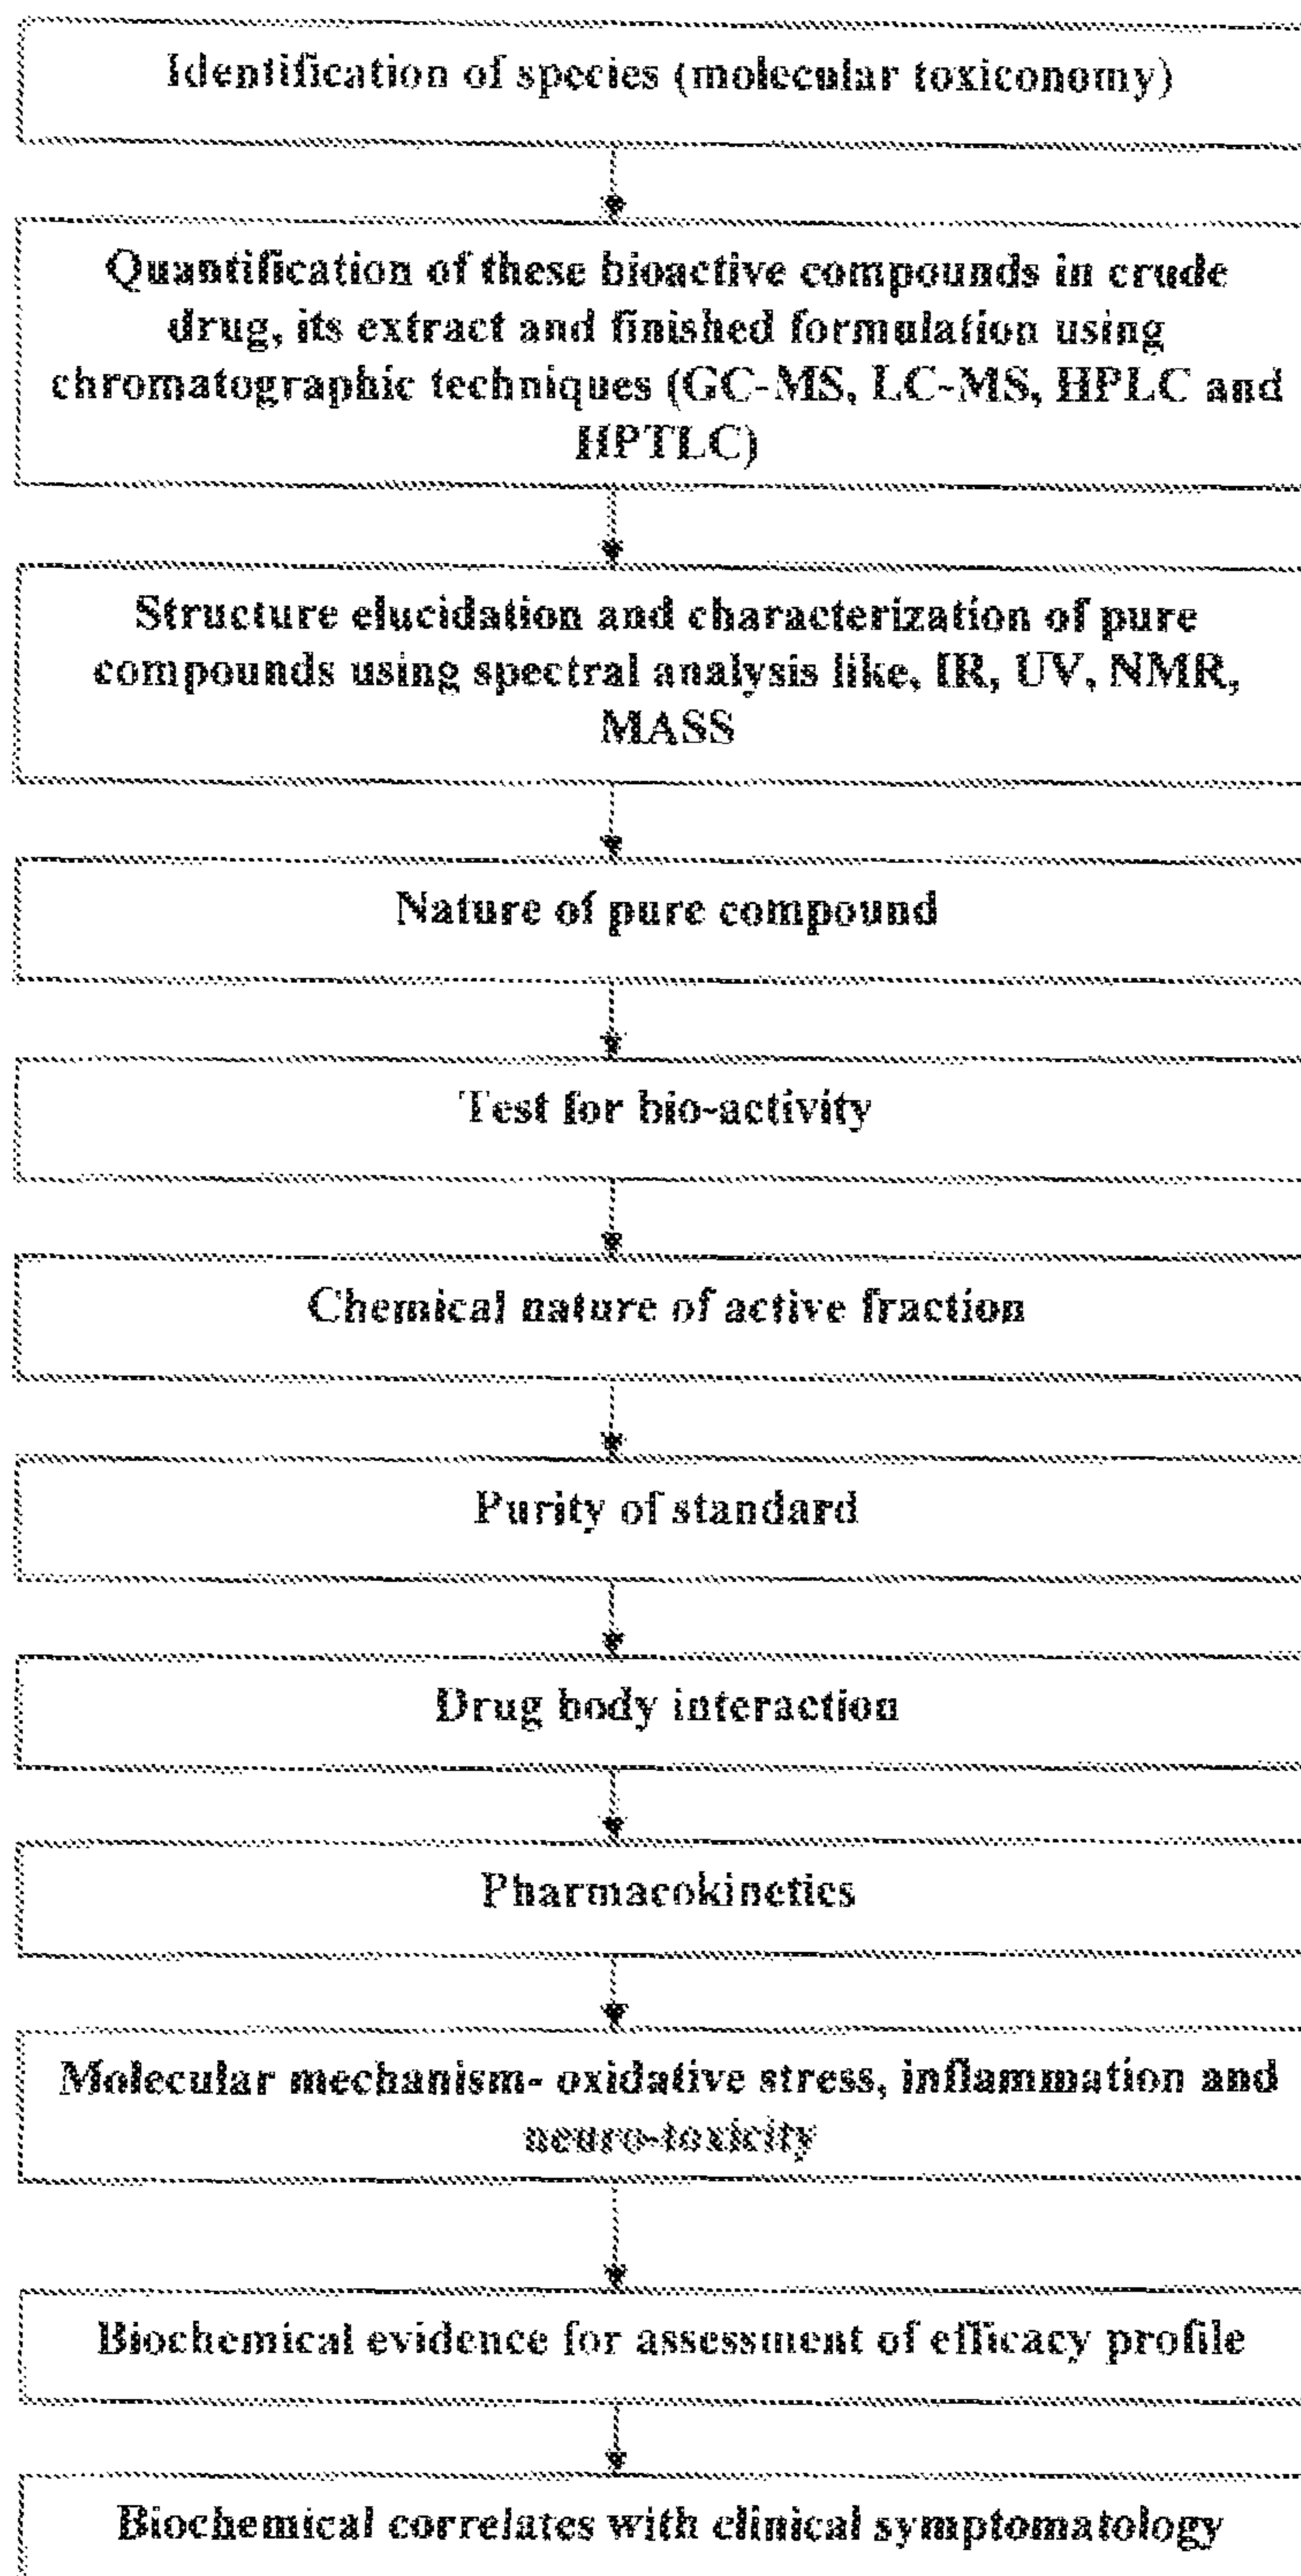 Identification of species (molecular toxiconomy)
Quantification of these bioactive compounds in crude
drug, its extract and finished formulation using
chromatographic techniques (GC-MS, LC-MS, HPLC and
HPTLC)
Structure elucidation and characterization of pure
compounds using spectral analysis like, IR, UV, NMR,
MASS
Nature of pure compound
Test for bio-activity
Chemical nature of active fraction
Purity of standard
Drug body interaction
Pharmacokinetics
Molecular mechanism- oxidative stress, inflammation and
neuro-toxicity
Biochemical evidence for assessment of efficacy profile
Biochemical correlates with clinical symptomatology